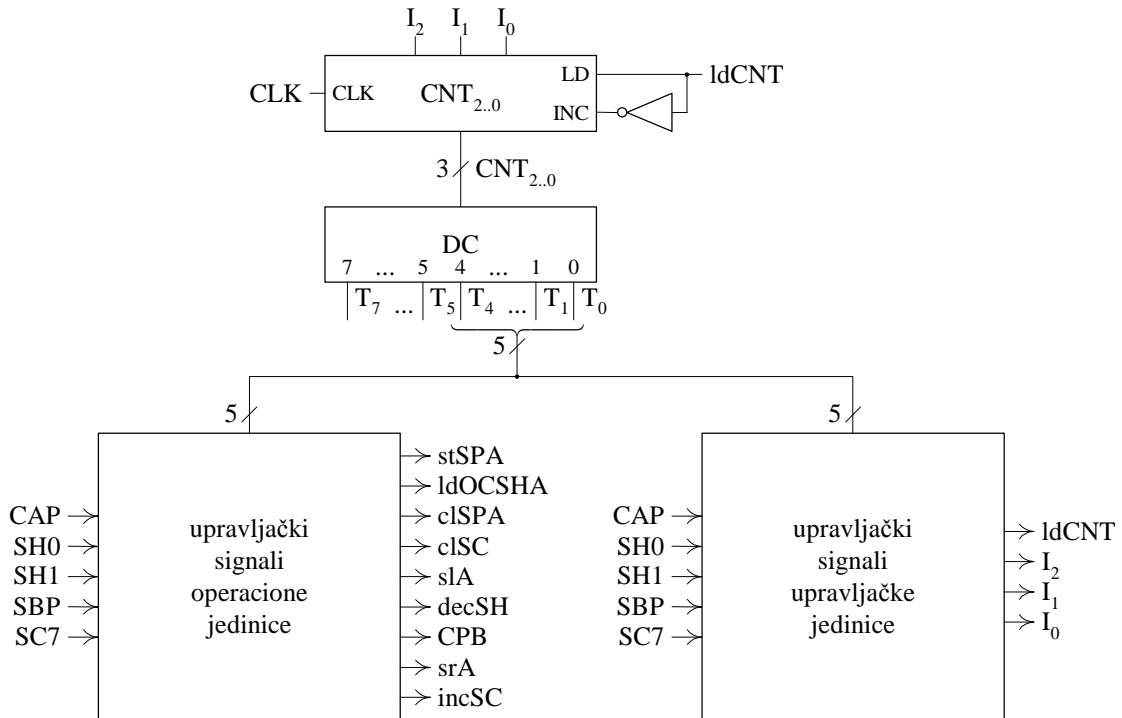 I₂ I₁ I₀
CLK CLK CNT₂..₀ LD ldCNT
INC
3 CNT₂..₀
DC
7 ... 5 4 ... 1 0
T₇ ... T₅ T₄ ... T₁ T₀
5
5 5
stSPA
ldOCSHA
CAP upravljački clSPA CAP upravljački ldCNT
SH0 signali clSC SH0 signali I₂
SH1 operacione slA SH1 upravljačke I₁
SBP jedinice decSH SBP jedinice I₀
SC7 CPB SC7
srA
incSC